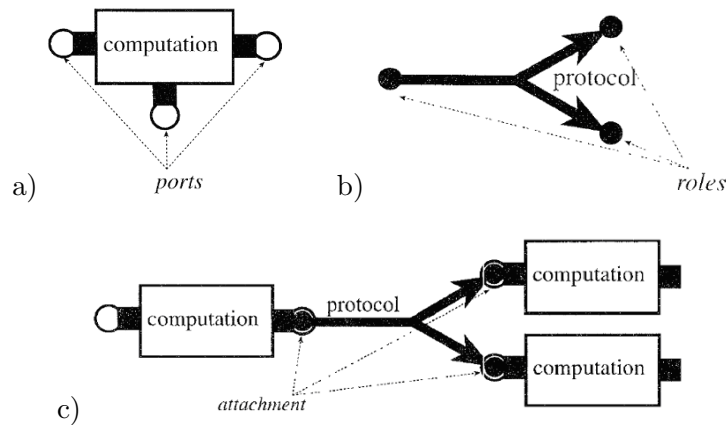 computation
ports
a)
protocol
roles
b)
computation
protocol
computation
computation
attachment
c)